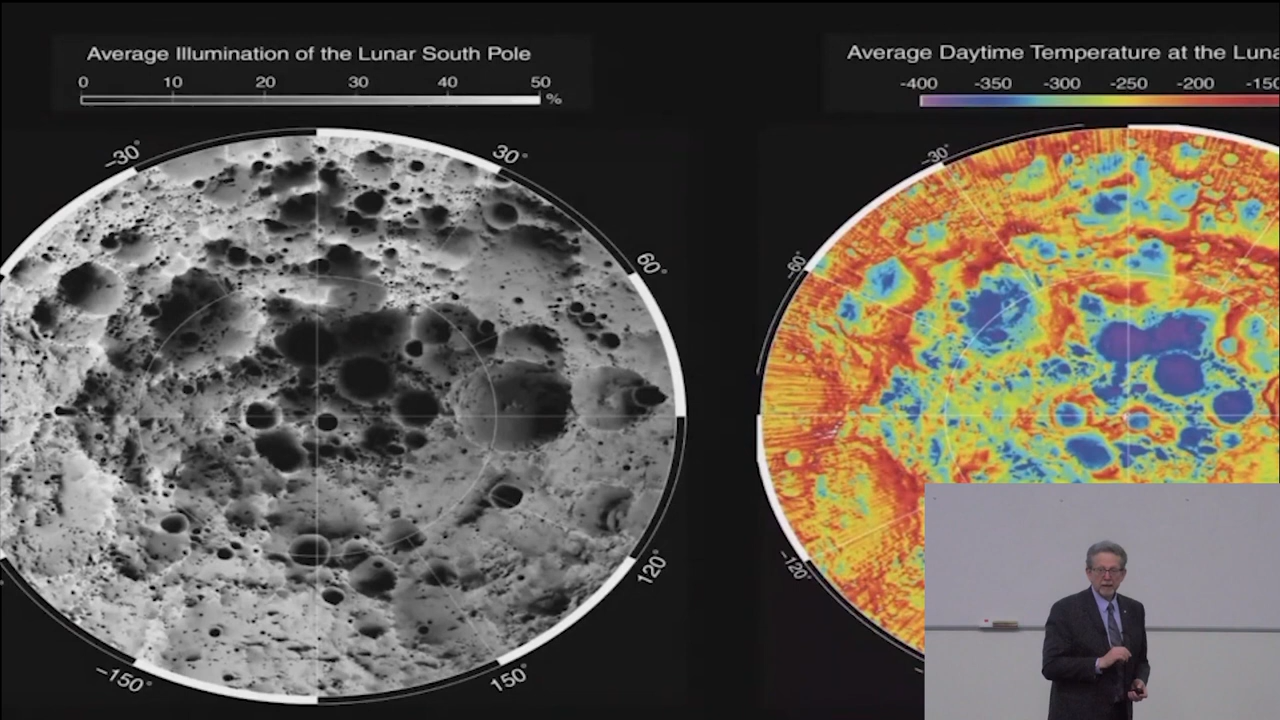 Average Illumination of the Lunar South Pole
0 10 20 30 40 50
%
-30°
30°
60°
120°
150°
-150°
Average Daytime Temperature at the Luna
-400 -350 -300 -250 -200 -150
-30°
-60°
-120°